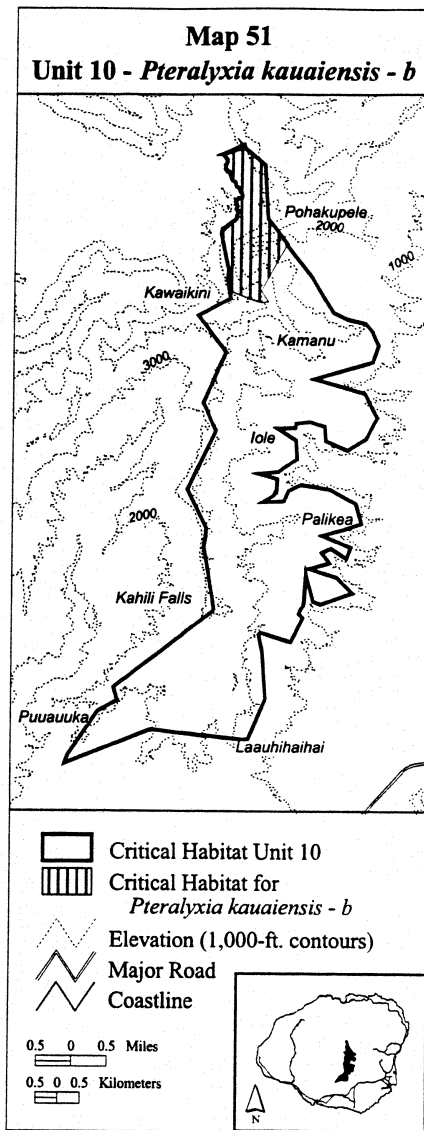 Map 51
Unit 10 - Pteralyxia kauaiensis - b
Pohakupele
2000
1000
Kawaikini
Kamanu
3000
Iole
2000
Palikea
Kahili Falls
Puuauuka
Laauhihaihai
Critical Habitat Unit 10
Critical Habitat for
Pteralyxia kauaiensis - b
Elevation (1,000-ft. contours)
Major Road
Coastline
0.5 0 0.5 Miles
0.5 0 0.5 Kilometers
N